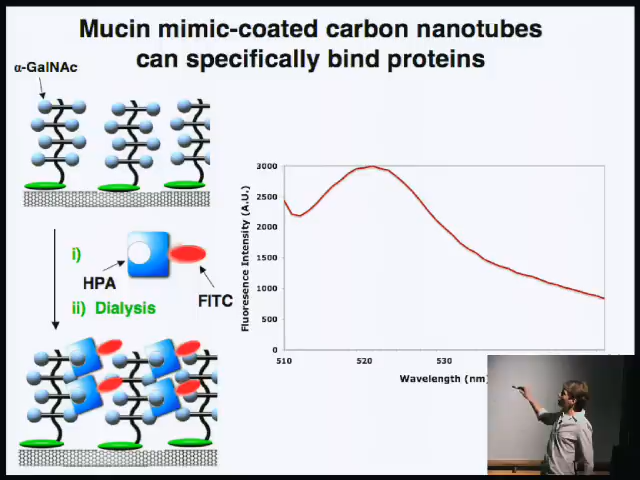 Mucin mimic-coated carbon nanotubes
can specifically bind proteins
α-GalNAc
i)
HPA
FITC
ii) Dialysis
Fluoresence Intensity (A.U.)
3000
2500
2000
1500
1000
500
0
510
520
530
Wavelength (nm)